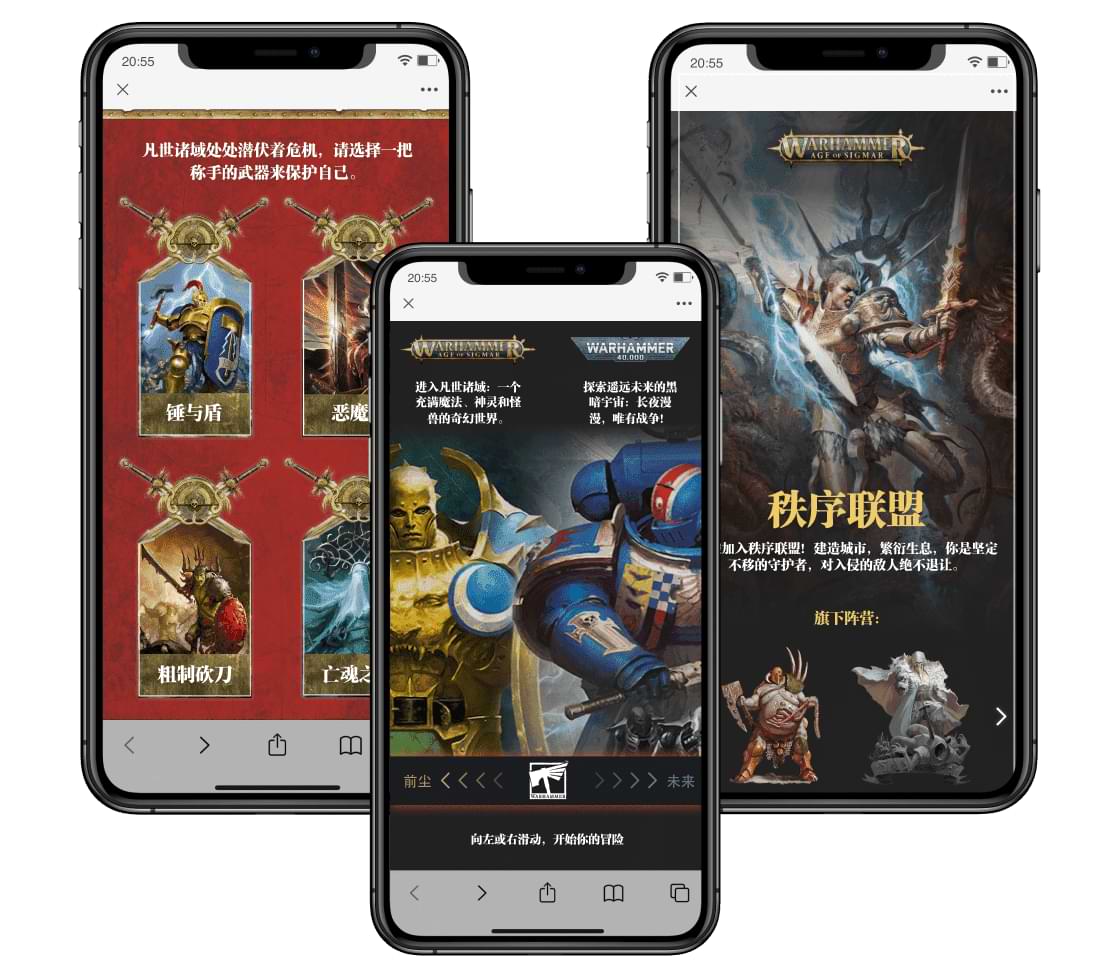 20:55
凡世诸域处处潜伏着危机，请选择一把
称手的武器来保护自己。
锤与盾
恶魔
粗制砍刀
亡魂之
20:55
WARHAMMER
AGE OF SIGMAR
WARHAMMER
40,000
进入凡世诸域：一个
充满魔法、神灵和怪
兽的奇幻世界。
探索遥远未来的黑
暗宇宙：长夜漫
漫，唯有战争！
前尘
WARHAMMER
未来
向左或右滑动，开始你的冒险
20:55
WARHAMMER
AGE OF SIGMAR
秩序联盟
加入秩序联盟！建造城市，繁衍生息，你是坚定
不移的守护者，对入侵的敌人绝不退让。
旗下阵营：